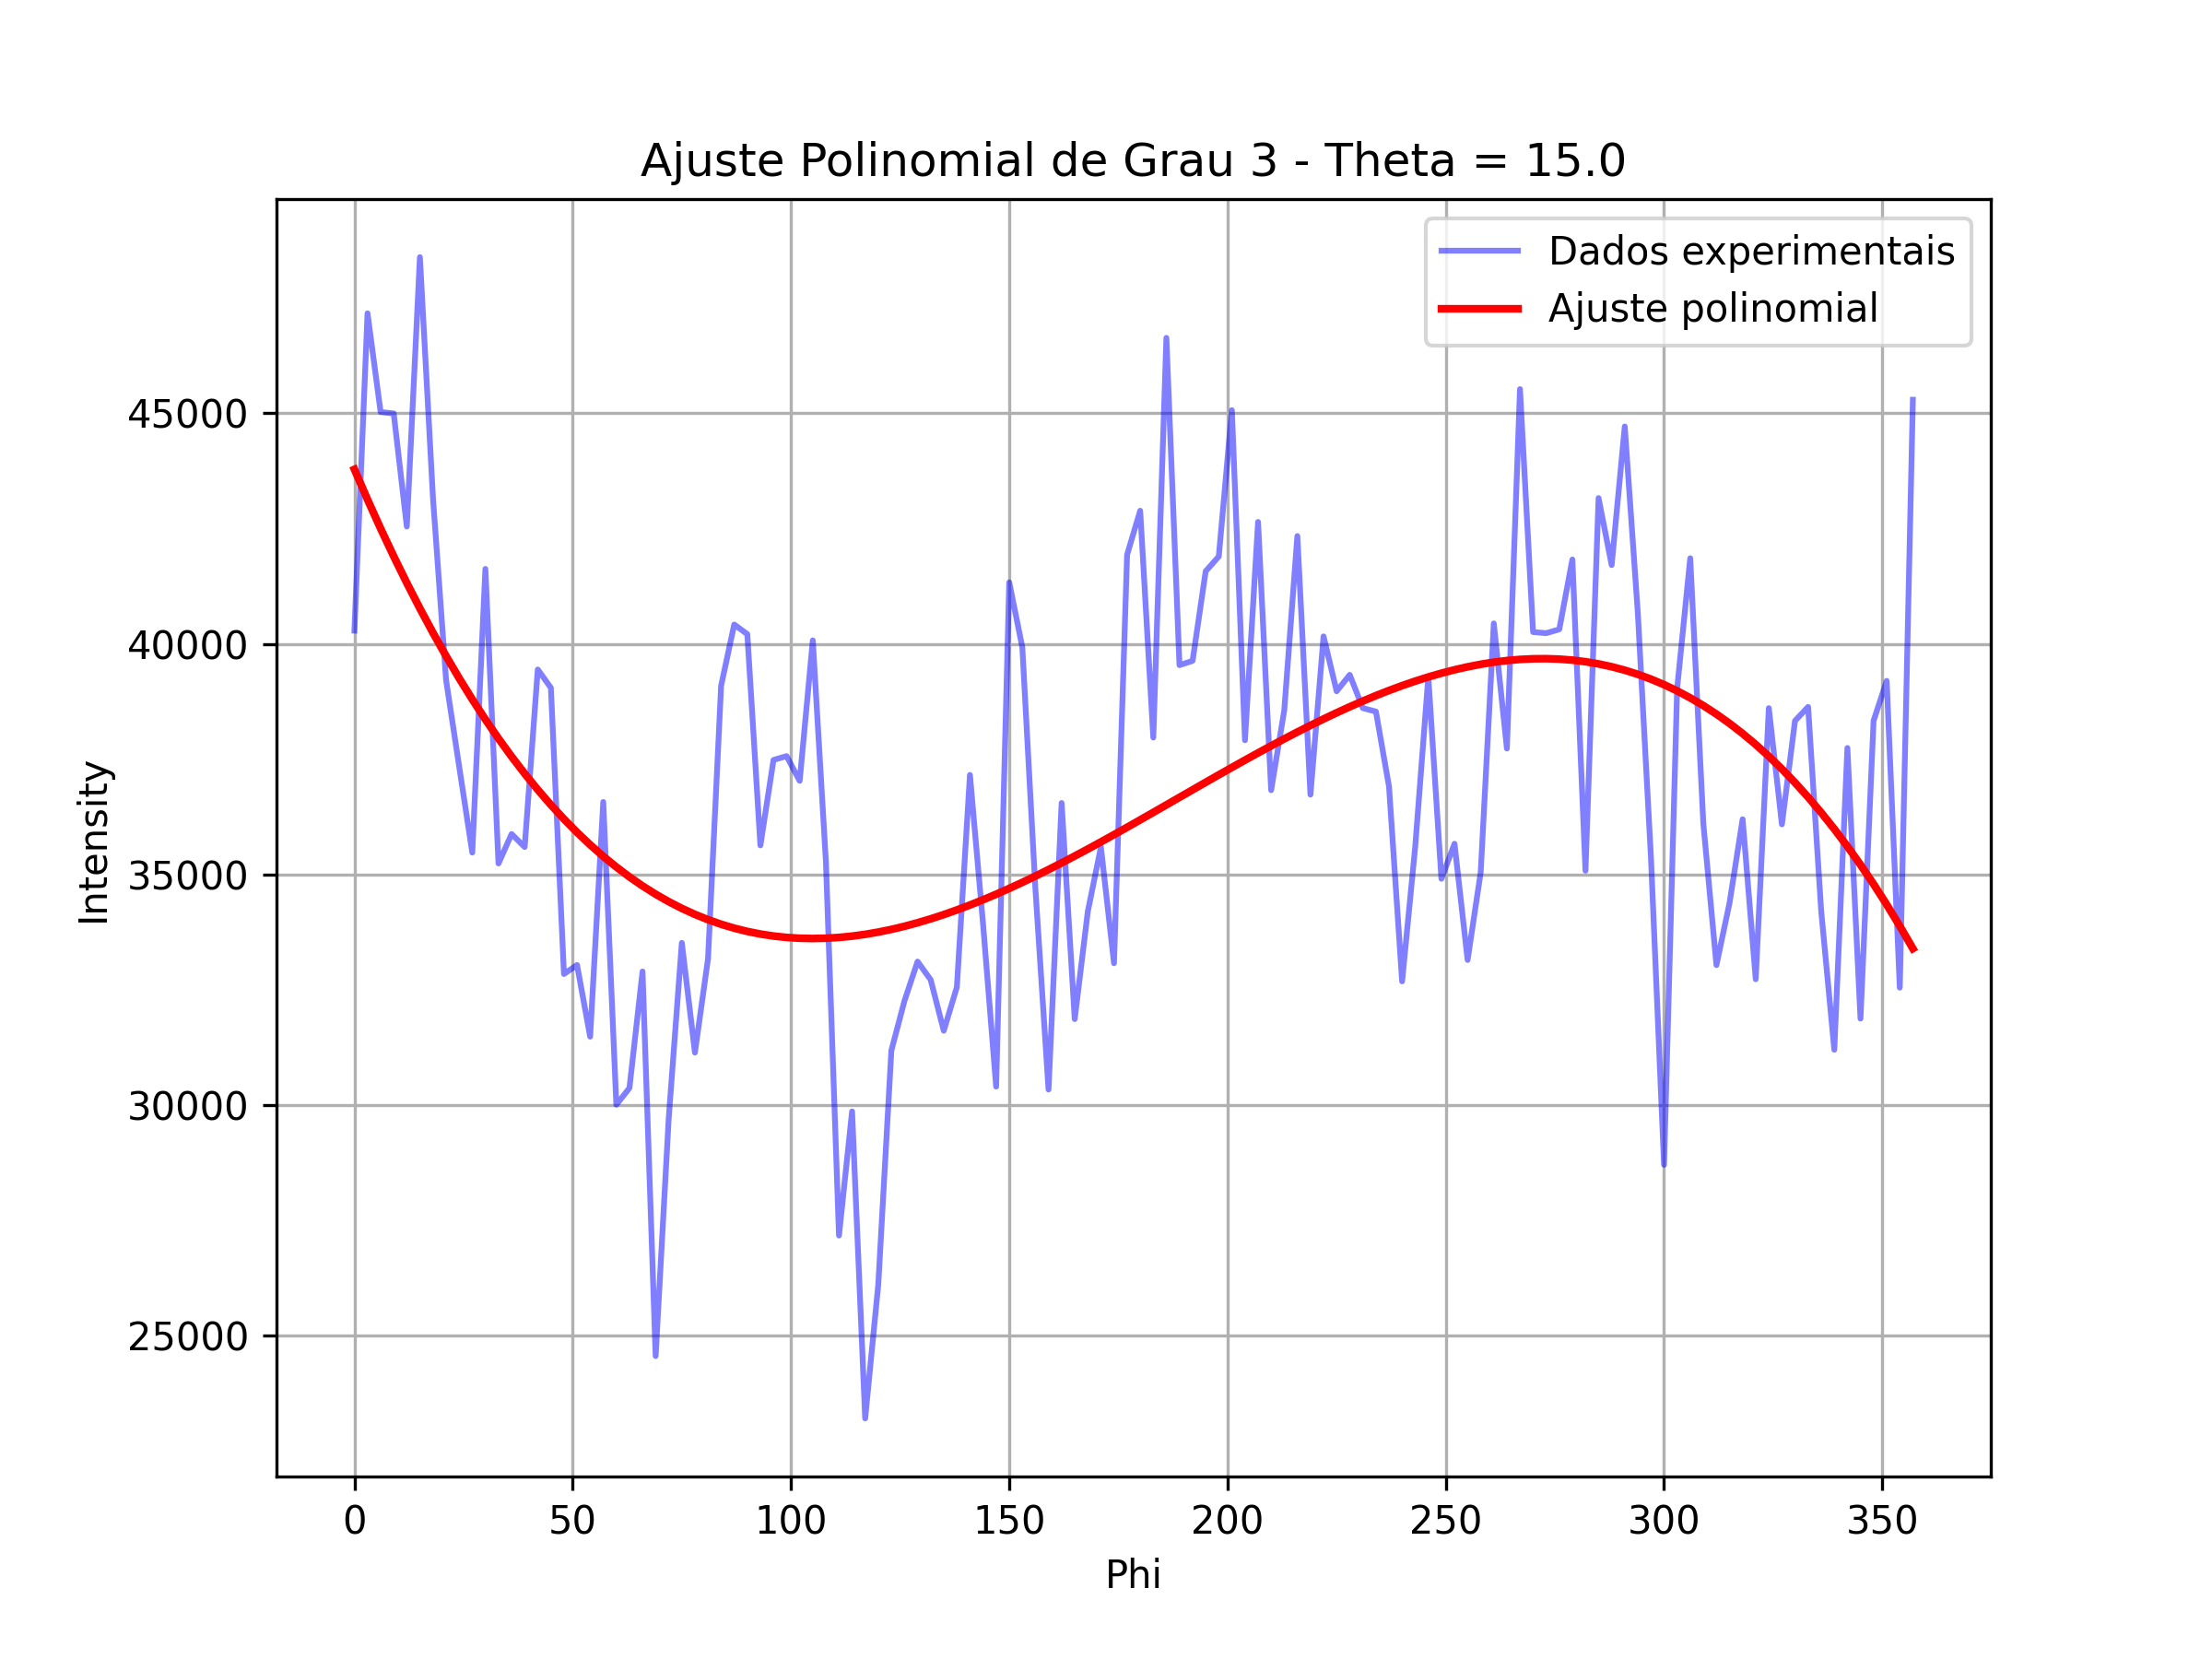 Ajuste Polinomial de Grau 3 - Theta = 15.0
Dados experimentais
Ajuste polinomial
Intensity
45000
40000
35000
30000
25000
0 50 100 150 200 250 300 350
Phi